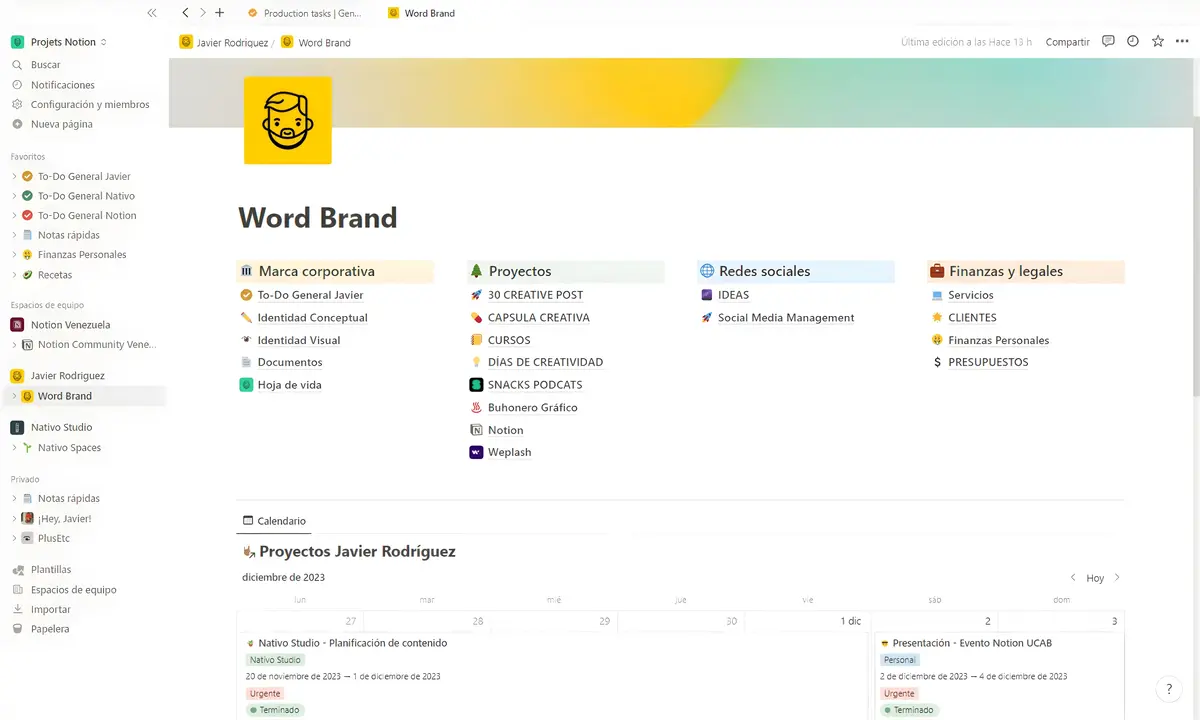 Production tasks | Gen...
Word Brand
Projets Notion
Buscar
Notificaciones
Configuración y miembros
Nueva página
Favoritos
To-Do General Javier
To-Do General Nativo
To-Do General Notion
Notas rápidas
Finanzas Personales
Recetas
Espacios de equipo
Notion Venezuela
Notion Community Vene...
Javier Rodriguez
Word Brand
Nativo Studio
Nativo Spaces
Privado
Notas rápidas
¡Hey, Javier!
PlusEtc
Plantillas
Espacios de equipo
Importar
Papelera
Javier Rodriguez / Word Brand
Última edición a las Hace 13 h
Compartir
Word Brand
Marca corporativa
To-Do General Javier
Identidad Conceptual
Identidad Visual
Documentos
Hoja de vida
Proyectos
30 CREATIVE POST
CAPSULA CREATIVA
CURSOS
DÍAS DE CREATIVIDAD
SNACKS PODCATS
Buhonero Gráfico
Notion
Weplash
Redes sociales
IDEAS
Social Media Management
Finanzas y legales
Servicios
CLIENTES
Finanzas Personales
PRESUPUESTOS
Calendario
Proyectos Javier Rodríguez
diciembre de 2023
Hoy
lun mar mié jue vie sáb dom
27 28 29 30 1 dic 2 3
Nativo Studio - Planificación de contenido
Nativo Studio
20 de noviembre de 2023 → 1 de diciembre de 2023
Urgente
Terminado
Presentación - Evento Notion UCAB
Personal
2 de diciembre de 2023 → 4 de diciembre de 2023
Urgente
Terminado
?